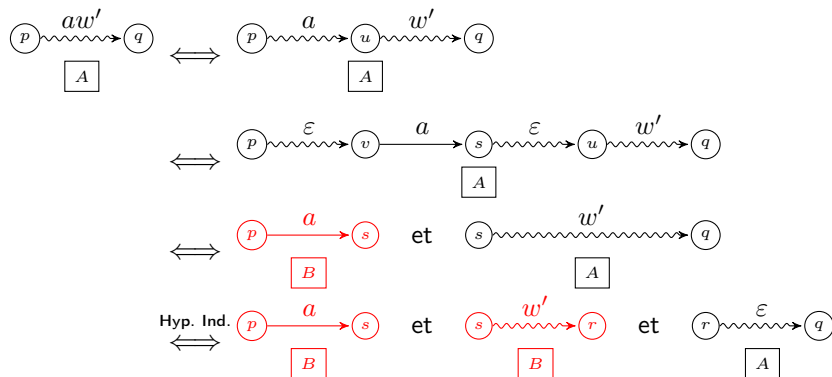 aw′ a w′
p q ⟺ p u q
A A
ε a ε w′
⟺ p v s u q
A
a w′
⟺ p s et s q
B A
Hyp. Ind. a w′ ε
⟺ p s et s r et r q
B B A